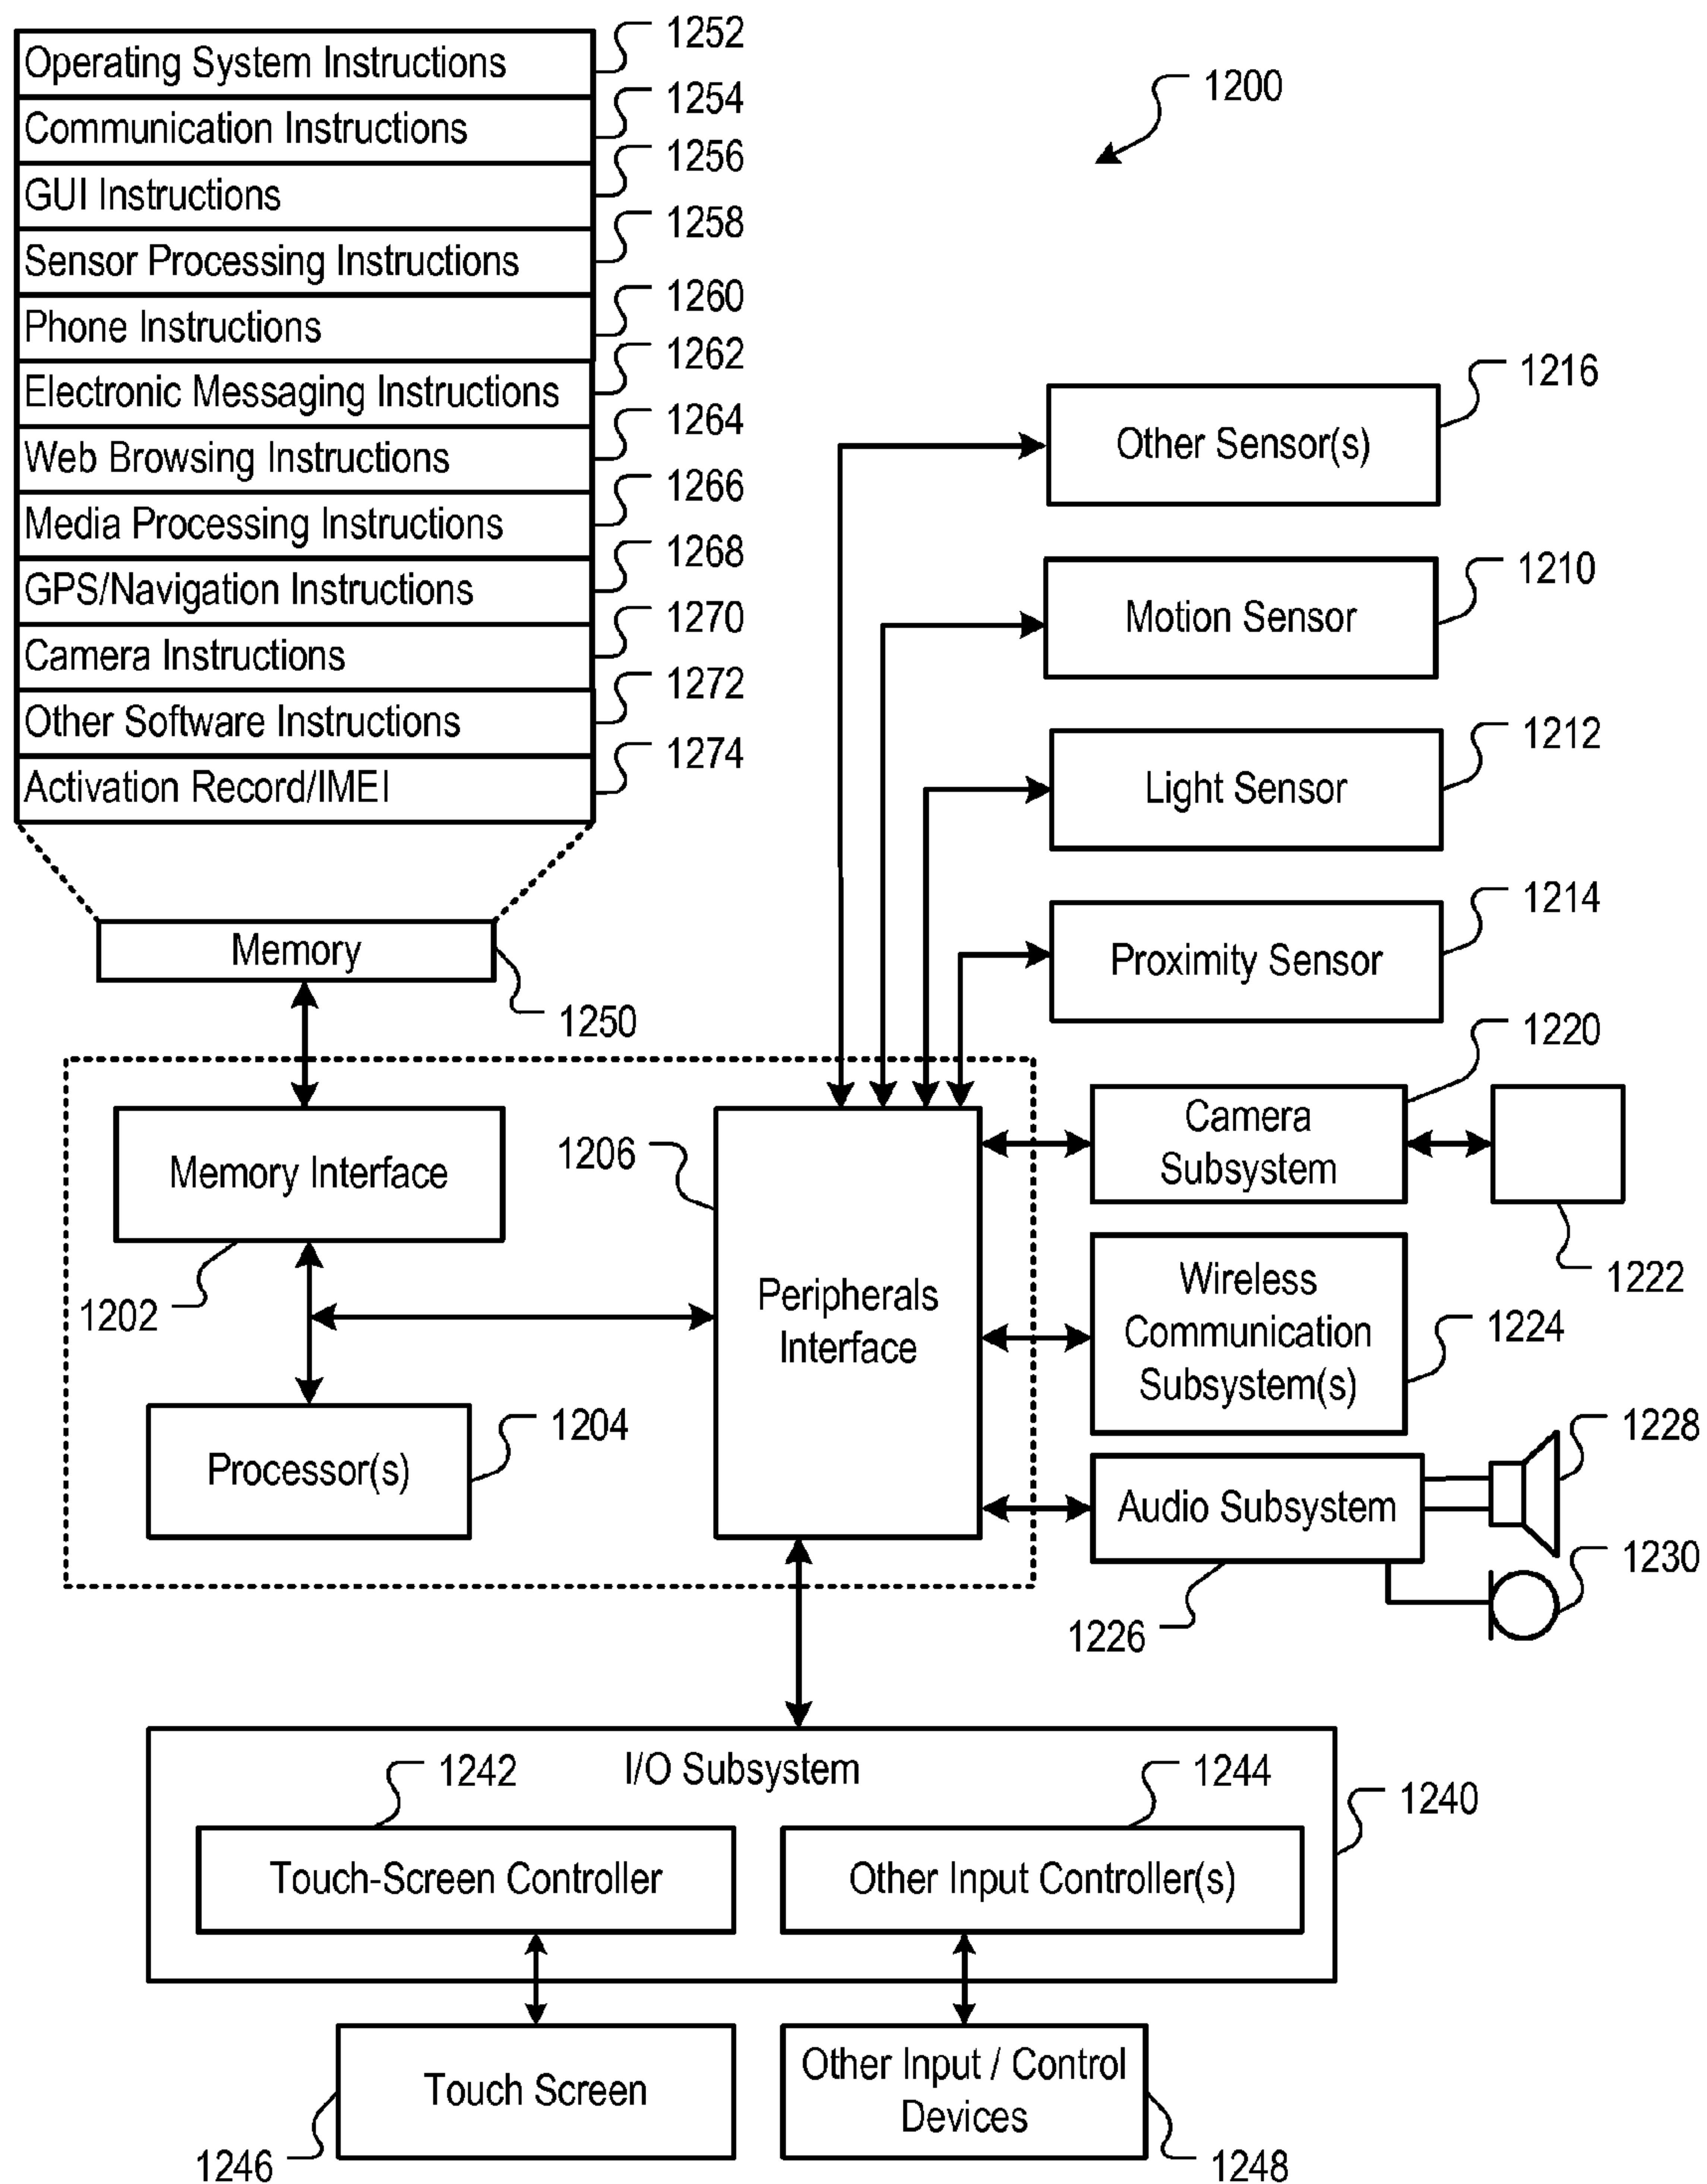 Operating System Instructions
1252
Communication Instructions
1254
GUI Instructions
1256
Sensor Processing Instructions
1258
Phone Instructions
1260
Electronic Messaging Instructions
1262
Web Browsing Instructions
1264
Media Processing Instructions
1266
GPS/Navigation Instructions
1268
Camera Instructions
1270
Other Software Instructions
1272
Activation Record/IMEI
1274
1200
Other Sensor(s)
1216
Motion Sensor
1210
Light Sensor
1212
Proximity Sensor
1214
Memory
1250
Memory Interface
1202
Processor(s)
1204
1206
Peripherals
Interface
Camera
Subsystem
1220
1222
Wireless
Communication
Subsystem(s)
1224
Audio Subsystem
1226
1228
1230
I/O Subsystem
1240
1242
Touch-Screen Controller
1244
Other Input Controller(s)
Touch Screen
1246
Other Input / Control
Devices
1248